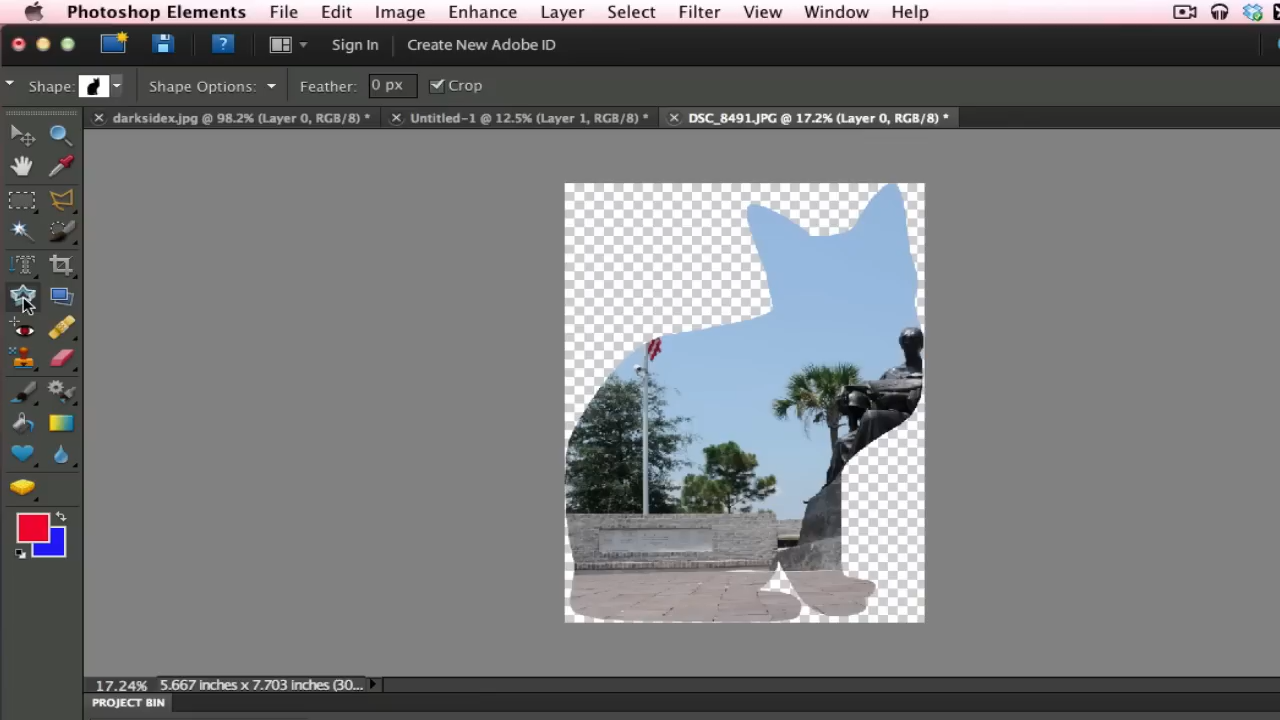 Photoshop Elements File Edit Image Enhance Layer Select Filter View Window Help
? Sign In Create New Adobe ID
Shape: Shape Options: Feather: 0 px Crop
darksidex.jpg @ 98.2% (Layer 0, RGB/8) * Untitled-1 @ 12.5% (Layer 1, RGB/8) * DSC_8491.JPG @ 17.2% (Layer 0, RGB/8) *
T
17.24% 5.667 inches x 7.703 inches (30...
PROJECT BIN